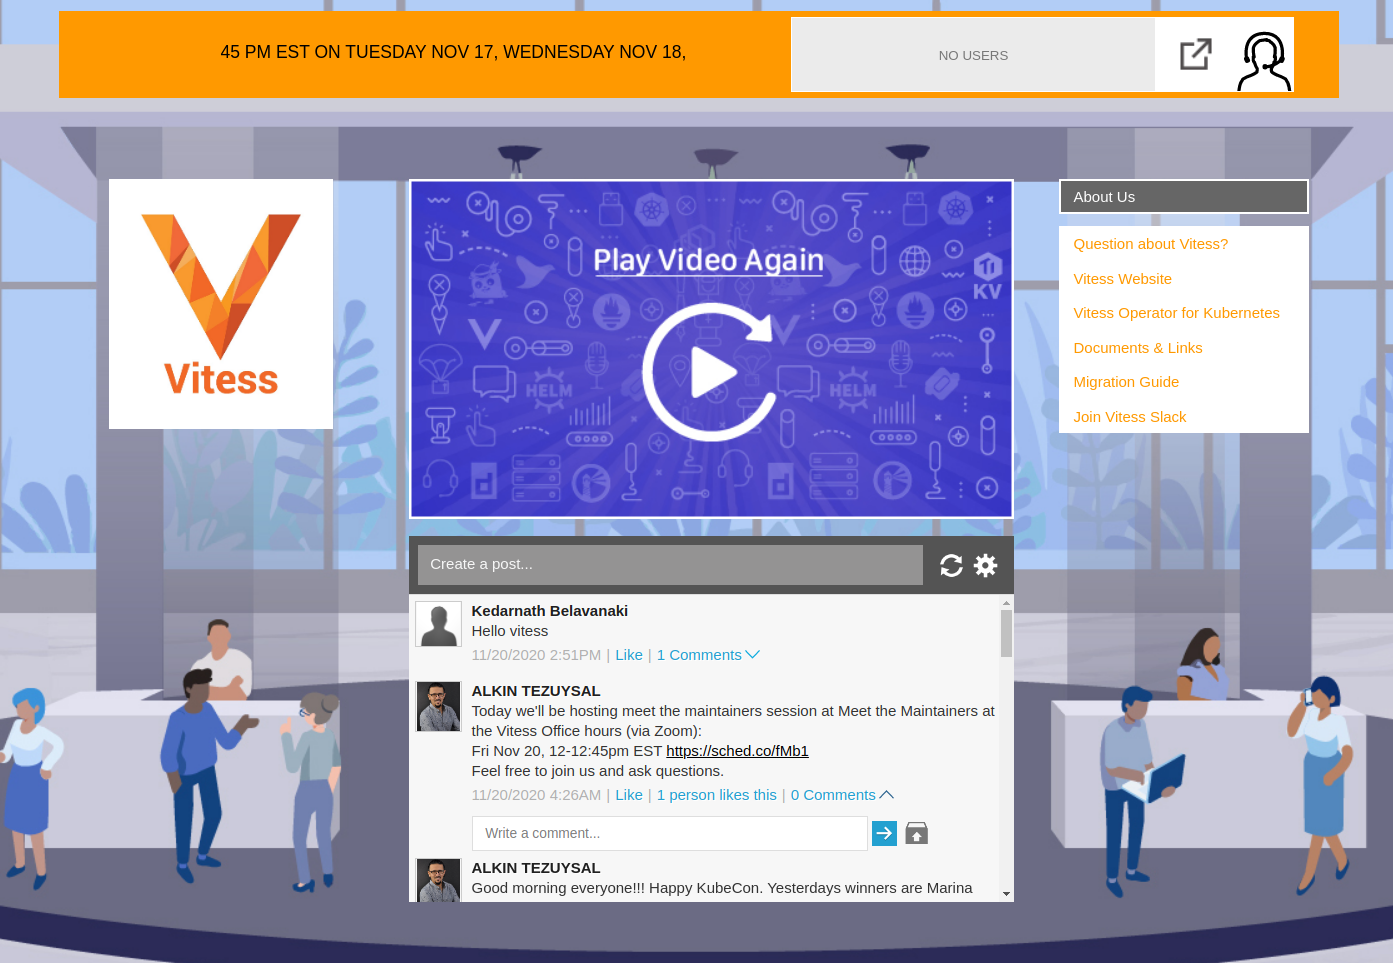 45 PM EST ON TUESDAY NOV 17, WEDNESDAY NOV 18,
NO USERS
Vitess
Play Video Again
TI
KV
HELM
HELM
About Us
Question about Vitess?
Vitess Website
Vitess Operator for Kubernetes
Documents & Links
Migration Guide
Join Vitess Slack
Create a post...
Kedarnath Belavanaki
Hello vitess
11/20/2020 2:51PM | Like | 1 Comments
ALKIN TEZUYSAL
Today we'll be hosting meet the maintainers session at Meet the Maintainers at
the Vitess Office hours (via Zoom):
Fri Nov 20, 12-12:45pm EST https://sched.co/fMb1
Feel free to join us and ask questions.
11/20/2020 4:26AM | Like | 1 person likes this | 0 Comments
Write a comment...
ALKIN TEZUYSAL
Good morning everyone!!! Happy KubeCon. Yesterdays winners are Marina